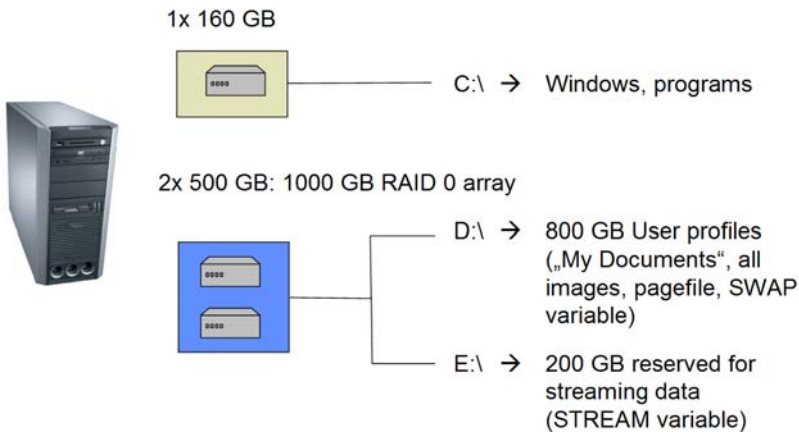 1x 160 GB
C:\ → Windows, programs
2x 500 GB: 1000 GB RAID 0 array
D:\ → 800 GB User profiles
(„My Documents“, all
images, pagefile, SWAP
variable)
E:\ → 200 GB reserved for
streaming data
(STREAM variable)